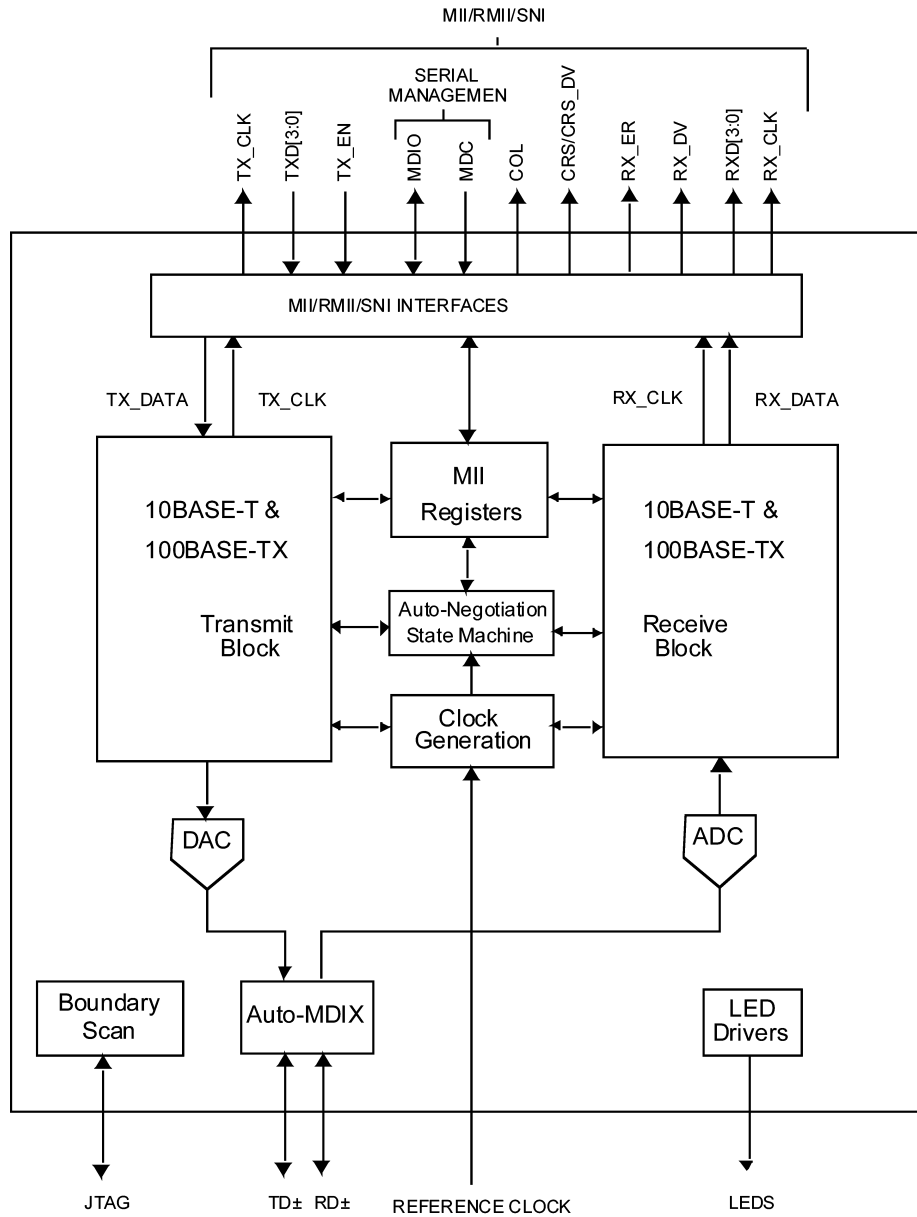 MII/RMII/SNI
SERIAL
MANAGEMEN
TX_CLK
TXD[3:0]
TX_EN
MDIO
MDC
COL
CRS/CRS_DV
RX_ER
RX_DV
RXD[3:0]
RX_CLK
MII/RMII/SNI INTERFACES
TX_DATA
TX_CLK
RX_CLK
RX_DATA
10BASE-T &
100BASE-TX
Transmit
Block
MII
Registers
Auto-Negotiation
State Machine
Clock
Generation
10BASE-T &
100BASE-TX
Receive
Block
DAC
ADC
Boundary
Scan
Auto-MDIX
LED
Drivers
JTAG
TD±
RD±
REFERENCE CLOCK
LEDS